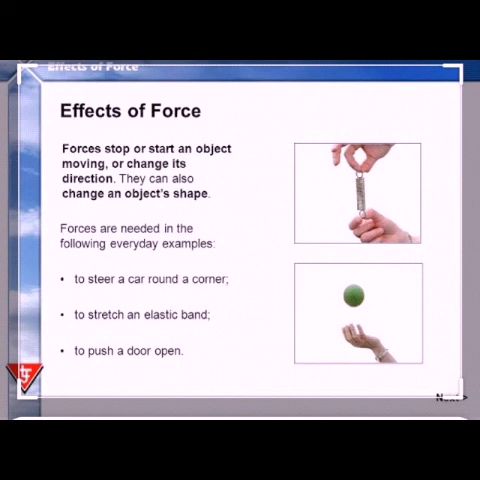 Effects of Force
Effects of Force
Forces stop or start an object
moving, or change its
direction. They can also
change an object's shape.
Forces are needed in the
following everyday examples:
• to steer a car round a corner;
• to stretch an elastic band;
• to push a door open.